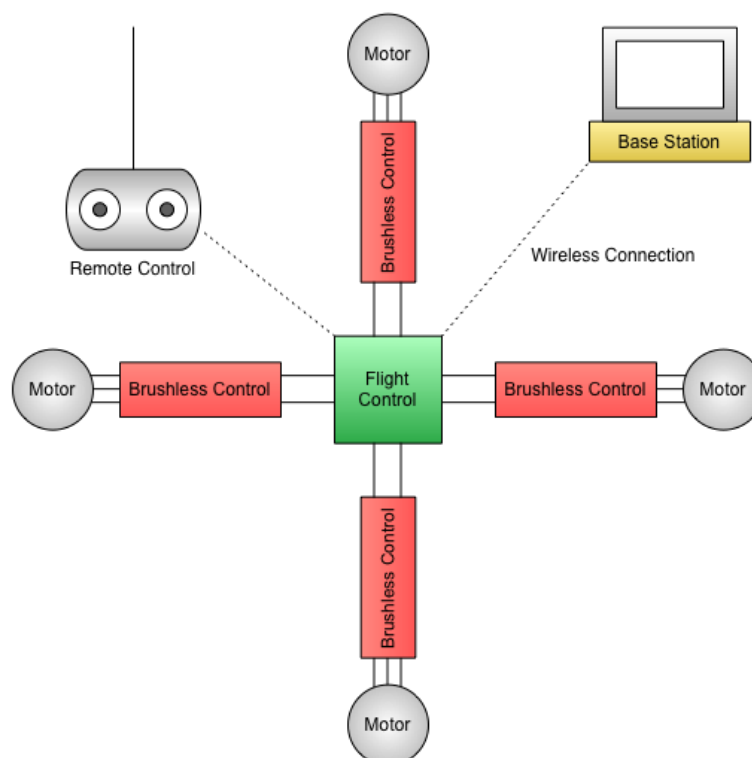 Motor
Base Station
Brushless Control
Remote Control
Wireless Connection
Motor
Brushless Control
Flight
Control
Brushless Control
Motor
Brushless Control
Motor